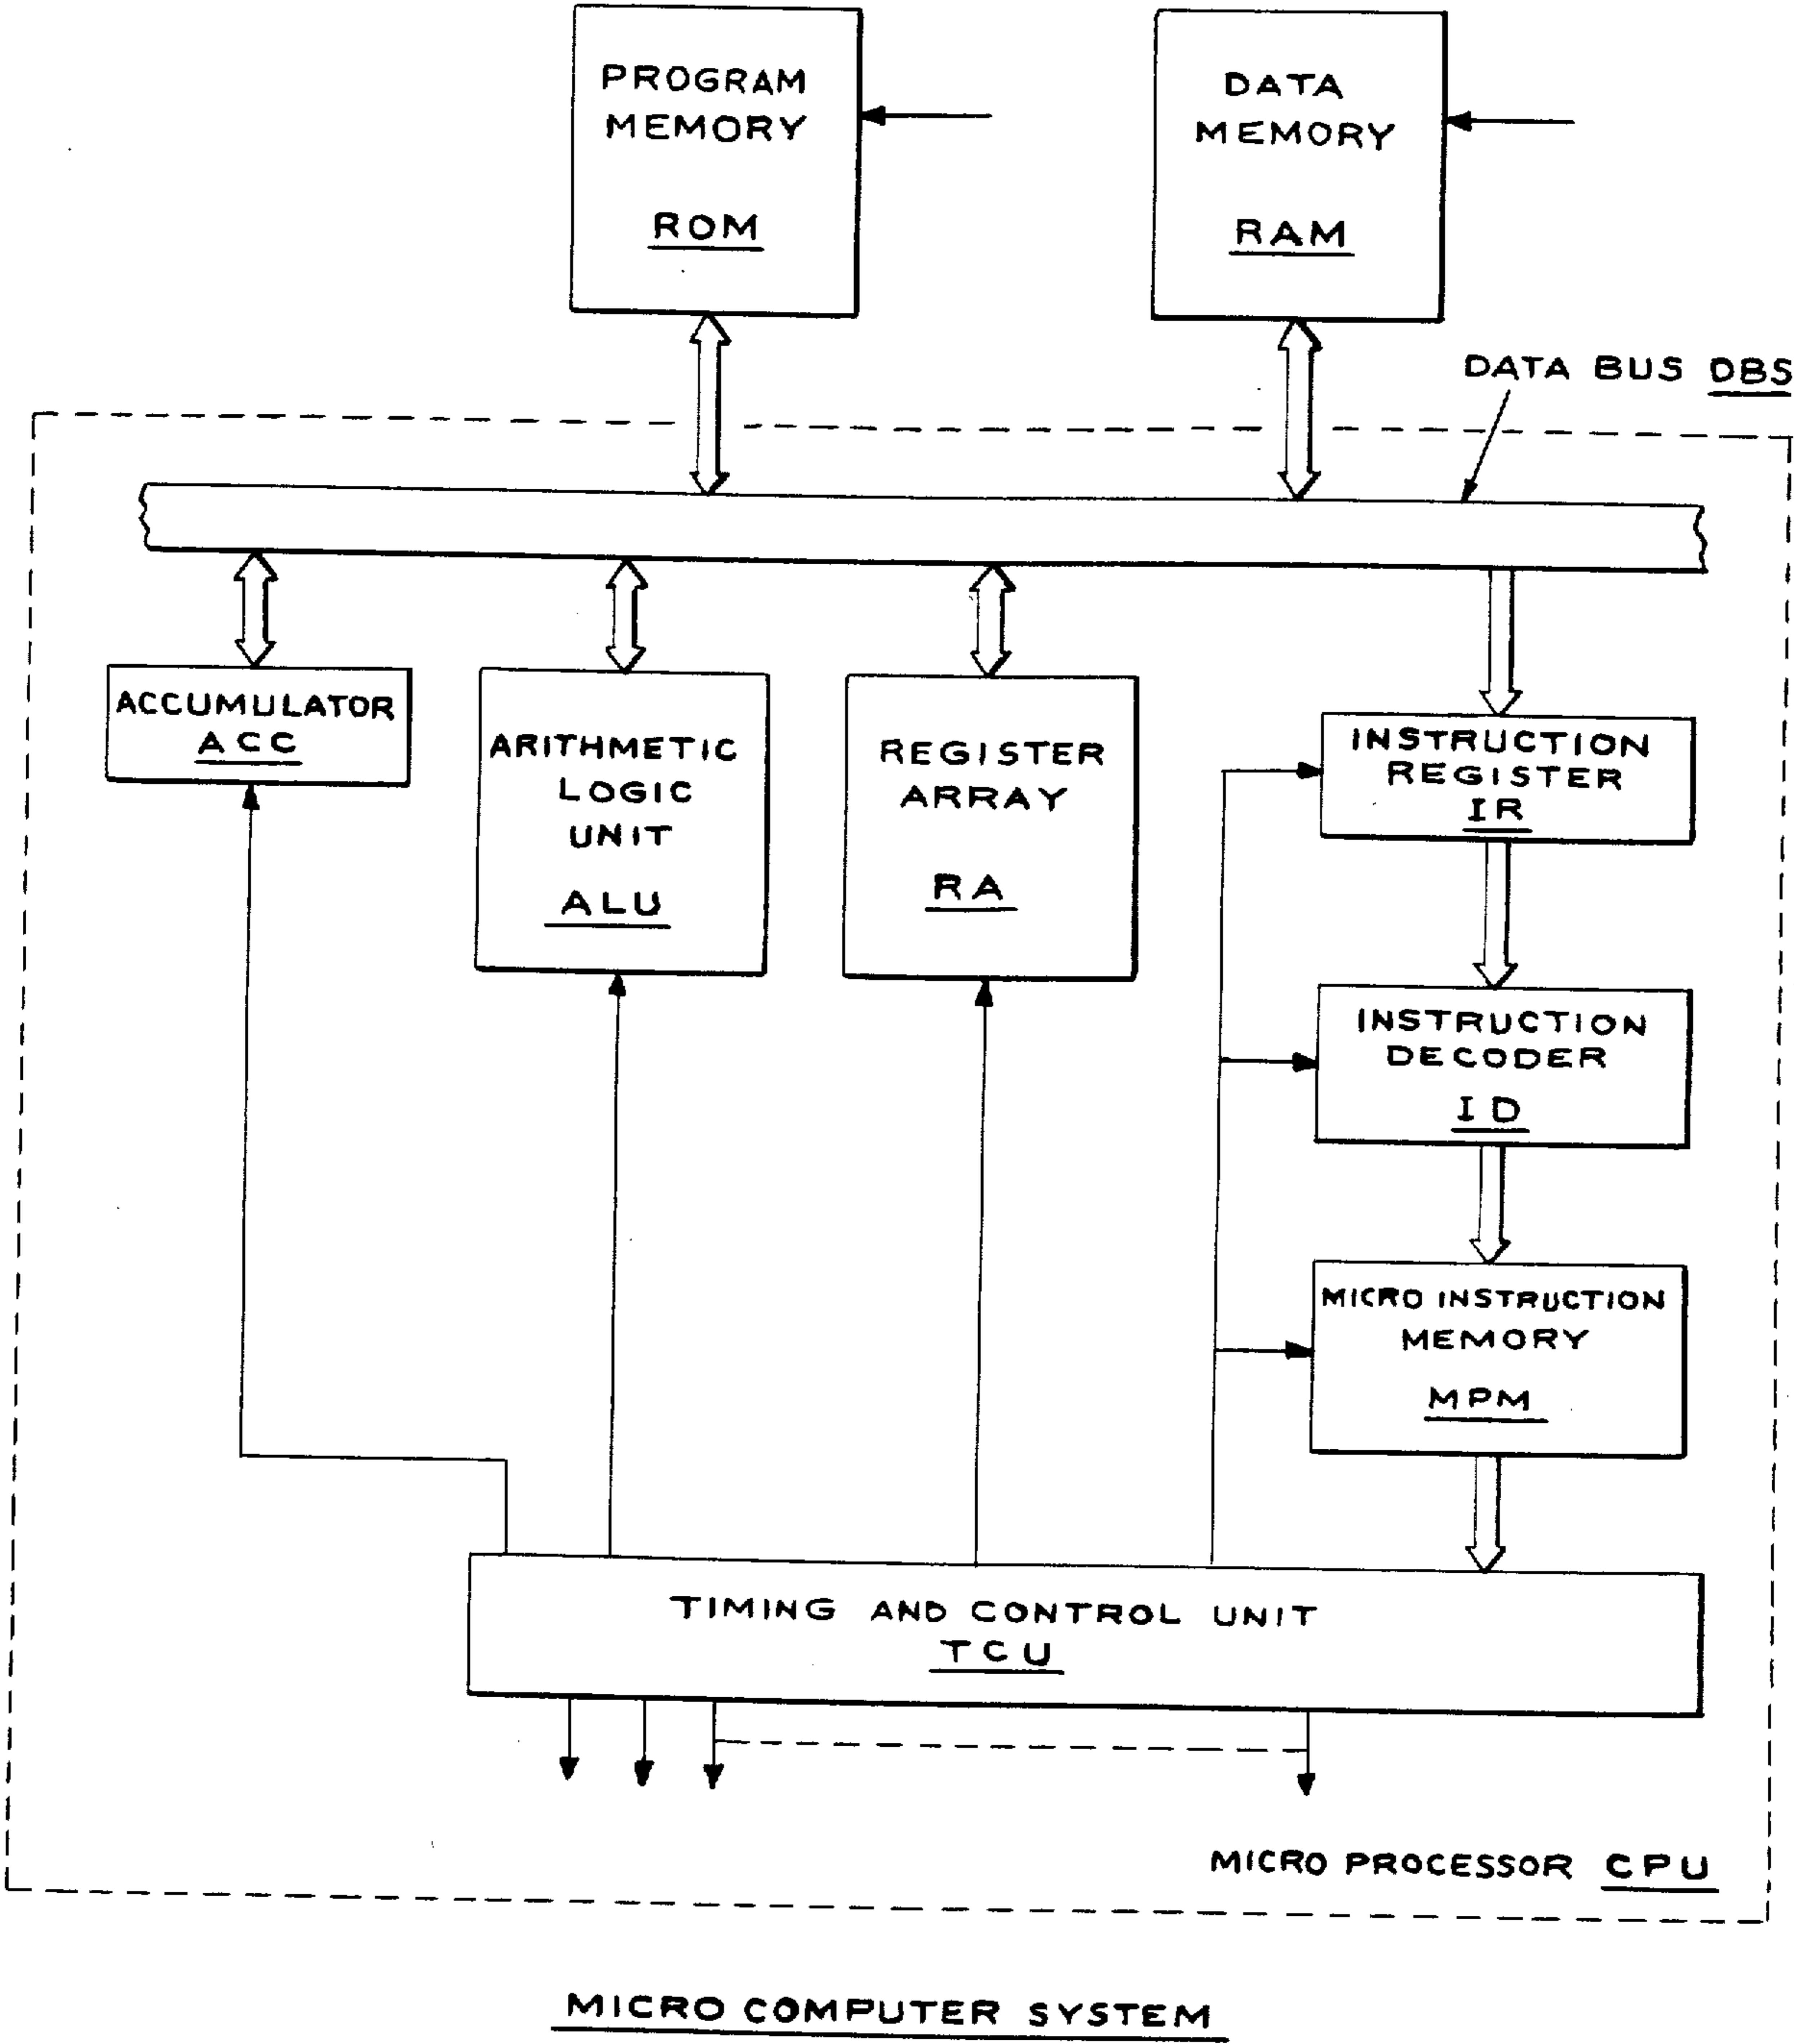 PROGRAM
MEMORY
ROM
DATA
MEMORY
RAM
DATA BUS DBS
ACCUMULATOR
ACC
ARITHMETIC
LOGIC
UNIT
ALU
REGISTER
ARRAY
RA
INSTRUCTION
REGISTER
IR
INSTRUCTION
DECODER
ID
MICRO INSTRUCTION
MEMORY
MPM
TIMING AND CONTROL UNIT
TCU
MICRO PROCESSOR CPU
MICRO COMPUTER SYSTEM